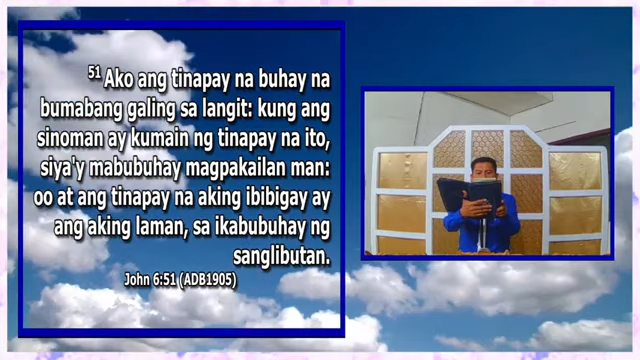 51 Ako ang tinapay na buhay na
bumabang galing sa langit: kung ang
sinoman ay kumain ng tinapay na ito,
siya'y mabubuhay magpakailan man:
oo at ang tinapay na aking ibibigay ay
ang aking laman, sa ikabubuhay ng
sanglibutan.
John 6:51 (ADB1905)